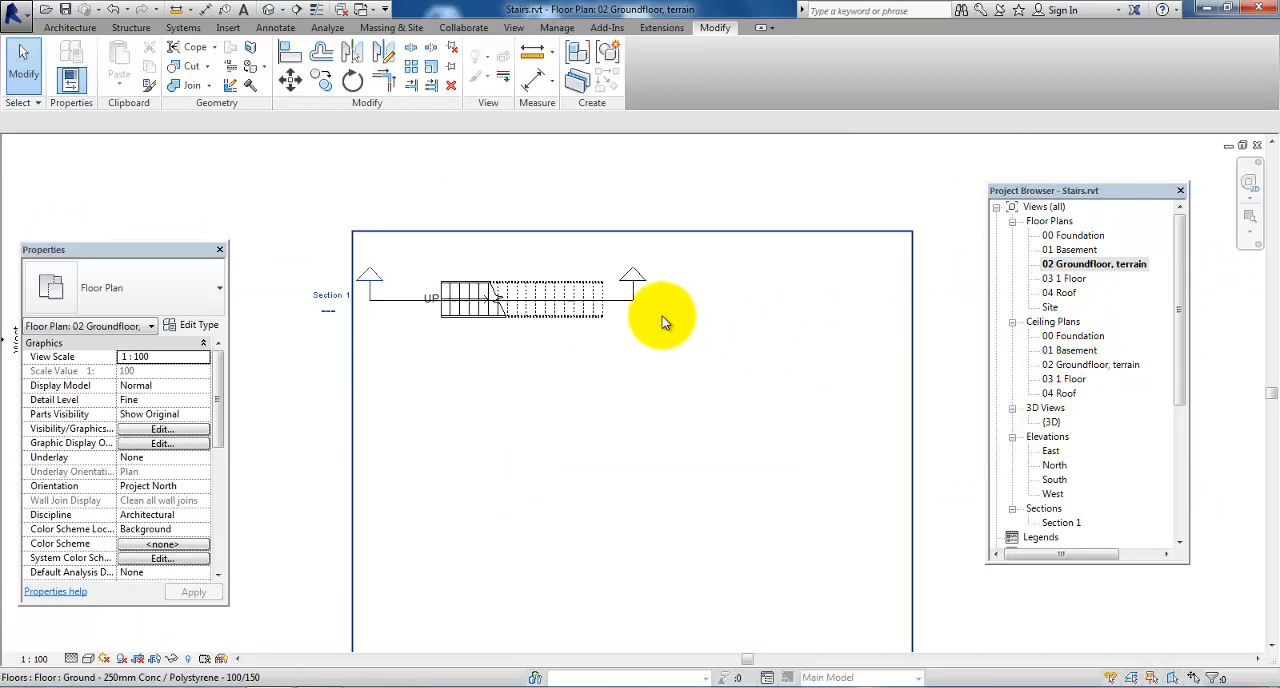 Stairs.rvt - Floor Plan: 02 Groundfloor, terrain
Type a keyword or phrase
Sign In
Architecture Structure Systems Insert Annotate Analyze Massing & Site Collaborate View Manage Add-Ins Extensions Modify
Modify
Paste
Cope
Cut
Join
Select Properties Clipboard Geometry Modify View Measure Create
Properties
Floor Plan
Floor Plan: 02 Groundfloor, Edit Type
Graphics
View Scale 1 : 100
Scale Value 1: 100
Display Model Normal
Detail Level Fine
Parts Visibility Show Original
Visibility/Graphics... Edit...
Graphic Display O... Edit...
Underlay None
Underlay Orientati... Plan
Orientation Project North
Wall Join Display Clean all wall joins
Discipline Architectural
Color Scheme Loc... Background
Color Scheme <none>
System Color Sch... Edit...
Default Analysis D... None
Properties help Apply
Section 1
---
UP
Project Browser - Stairs.rvt
Views (all)
Floor Plans
00 Foundation
01 Basement
02 Groundfloor, terrain
03 1 Floor
04 Roof
Site
Ceiling Plans
00 Foundation
01 Basement
02 Groundfloor, terrain
03 1 Floor
04 Roof
3D Views
{3D}
Elevations
East
North
South
West
Sections
Section 1
Legends
1 : 100
Floors : Floor : Ground - 250mm Conc / Polystyrene - 100/150
:0
Main Model
:0